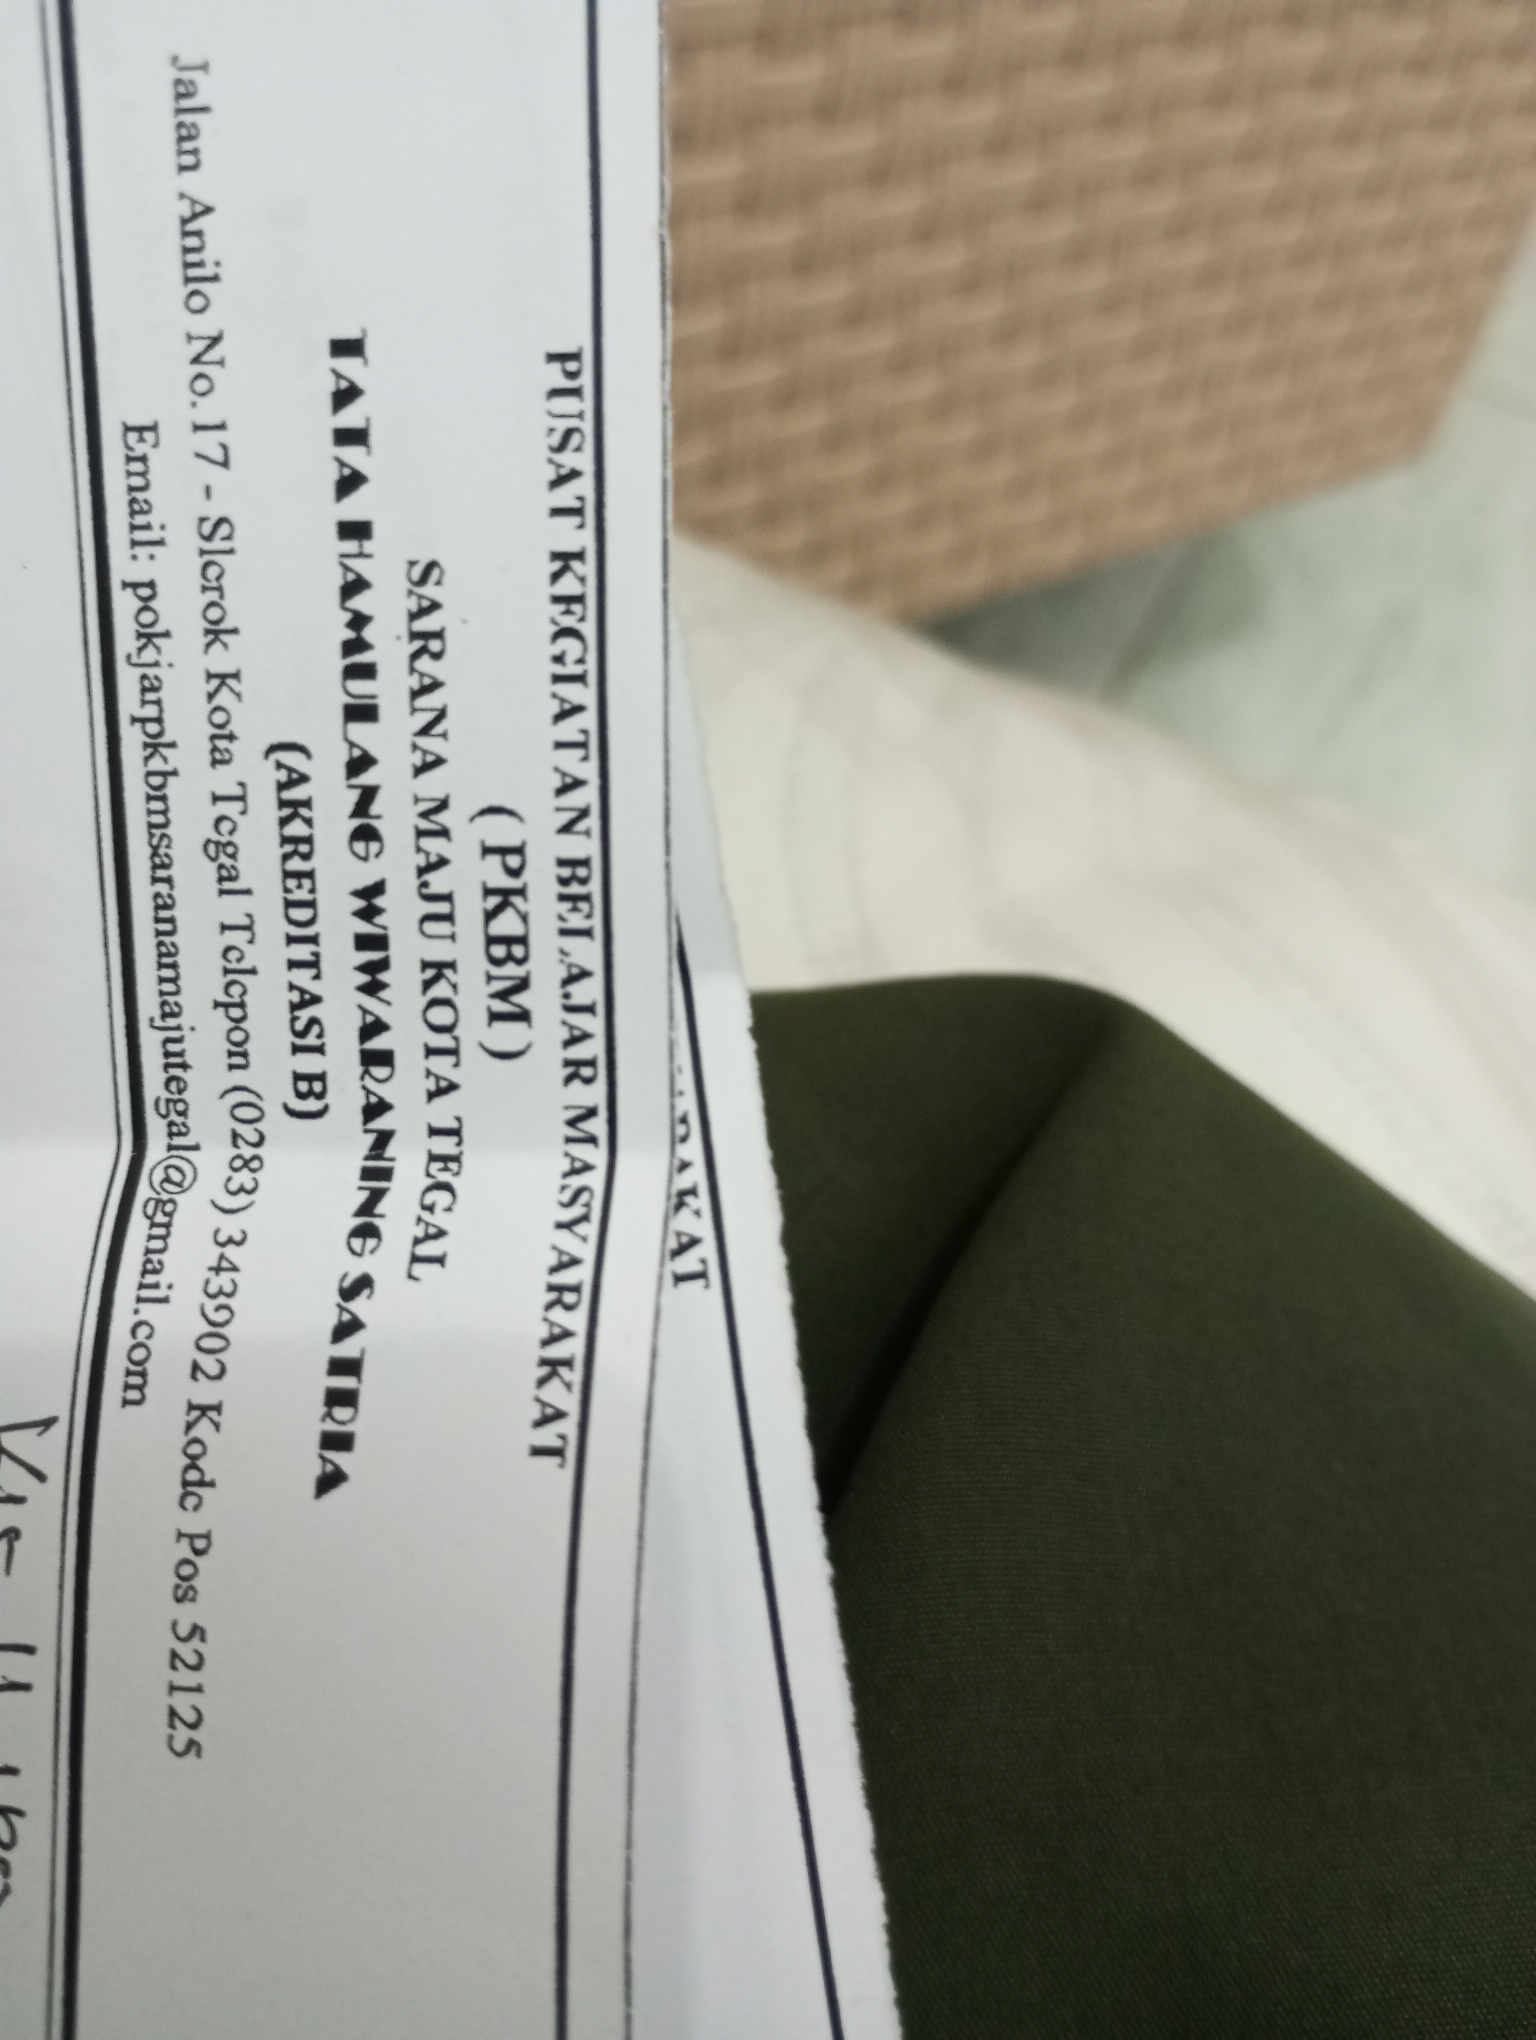 PUSAT KEGIATAN BELAJAR MASYARAKAT
( PKBM )
SARANA MAJU KOTA TEGAL
TATA HAMULANG WIWARANING SATRIA
(AKREDITASI B)
Jalan Anilo No.17 - Slerok Kota Tegal Telepon (0283) 343902 Kode Pos 52125
Email: pokjarpkbmsaranamajutegal@gmail.com
ARAKAT